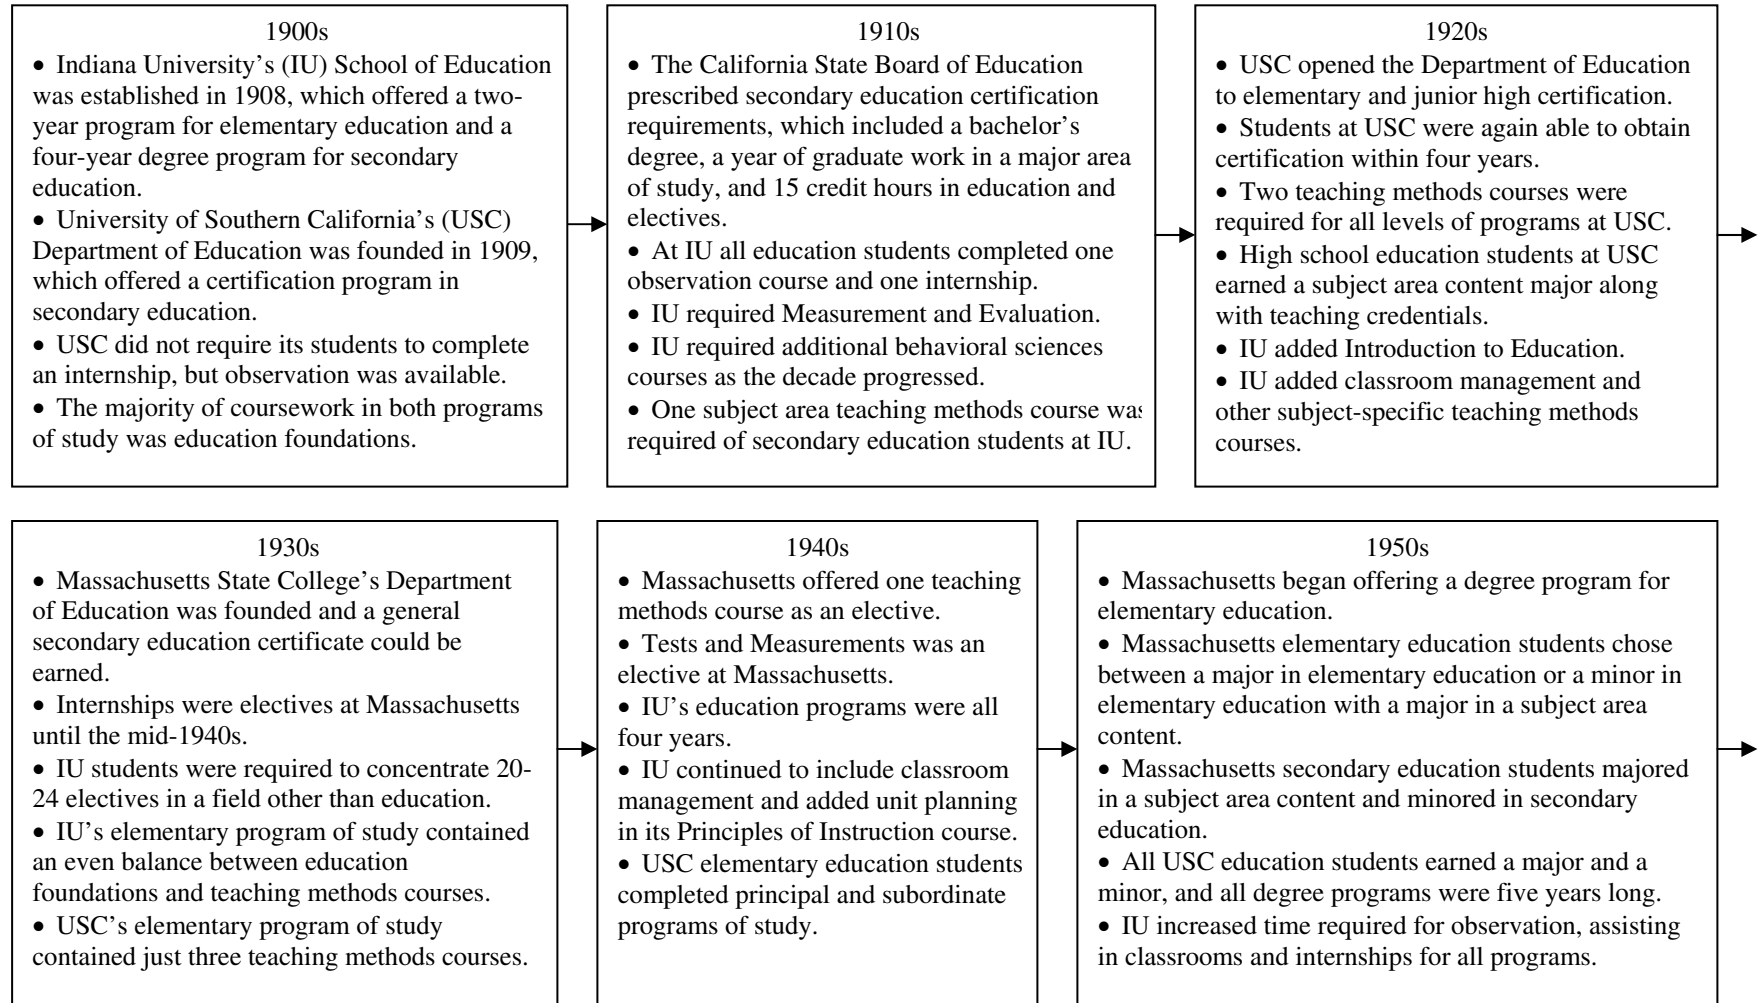 1900s
• Indiana University’s (IU) School of Education
was established in 1908, which offered a two-
year program for elementary education and a
four-year degree program for secondary
education.
• University of Southern California’s (USC)
Department of Education was founded in 1909,
which offered a certification program in
secondary education.
• USC did not require its students to complete
an internship, but observation was available.
• The majority of coursework in both programs
of study was education foundations.
1910s
• The California State Board of Education
prescribed secondary education certification
requirements, which included a bachelor’s
degree, a year of graduate work in a major area
of study, and 15 credit hours in education and
electives.
• At IU all education students completed one
observation course and one internship.
• IU required Measurement and Evaluation.
• IU required additional behavioral sciences
courses as the decade progressed.
• One subject area teaching methods course was
required of secondary education students at IU.
1920s
• USC opened the Department of Education
to elementary and junior high certification.
• Students at USC were again able to obtain
certification within four years.
• Two teaching methods courses were
required for all levels of programs at USC.
• High school education students at USC
earned a subject area content major along
with teaching credentials.
• IU added Introduction to Education.
• IU added classroom management and
other subject-specific teaching methods
courses.
1930s
• Massachusetts State College’s Department
of Education was founded and a general
secondary education certificate could be
earned.
• Internships were electives at Massachusetts
until the mid-1940s.
• IU students were required to concentrate 20-
24 electives in a field other than education.
• IU’s elementary program of study contained
an even balance between education
foundations and teaching methods courses.
• USC’s elementary program of study
contained just three teaching methods courses.
1940s
• Massachusetts offered one teaching
methods course as an elective.
• Tests and Measurements was an
elective at Massachusetts.
• IU’s education programs were all
four years.
• IU continued to include classroom
management and added unit planning
in its Principles of Instruction course.
• USC elementary education students
completed principal and subordinate
programs of study.
1950s
• Massachusetts began offering a degree program for
elementary education.
• Massachusetts elementary education students chose
between a major in elementary education or a minor in
elementary education with a major in a subject area
content.
• Massachusetts secondary education students majored
in a subject area content and minored in secondary
education.
• All USC education students earned a major and a
minor, and all degree programs were five years long.
• IU increased time required for observation, assisting
in classrooms and internships for all programs.